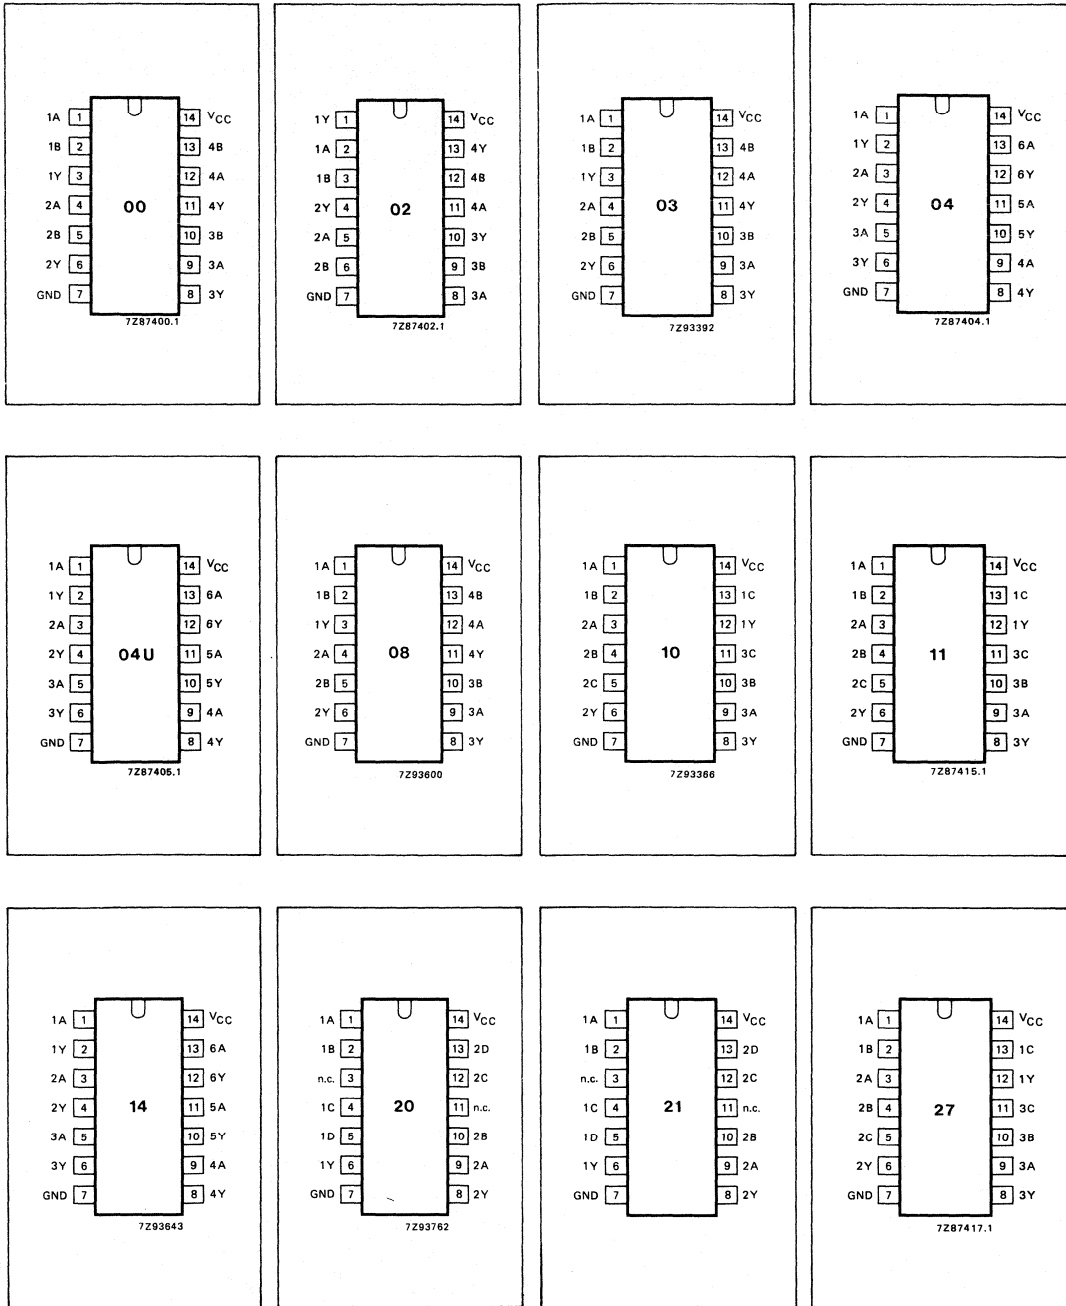 1A 1 14 VCC
1B 2 13 4B
1Y 3 12 4A
2A 4 00 11 4Y
2B 5 10 3B
2Y 6 9 3A
GND 7 8 3Y
7Z87400.1
1Y 1 14 VCC
1A 2 13 4Y
1B 3 12 4B
2Y 4 02 11 4A
2A 5 10 3Y
2B 6 9 3B
GND 7 8 3A
7Z87402.1
1A 1 14 VCC
1B 2 13 4B
1Y 3 12 4A
2A 4 03 11 4Y
2B 5 10 3B
2Y 6 9 3A
GND 7 8 3Y
7Z93392
1A 1 14 VCC
1Y 2 13 6A
2A 3 12 6Y
2Y 4 04 11 5A
3A 5 10 5Y
3Y 6 9 4A
GND 7 8 4Y
7Z87404.1
1A 1 14 VCC
1Y 2 13 6A
2A 3 12 6Y
2Y 4 04U 11 5A
3A 5 10 5Y
3Y 6 9 4A
GND 7 8 4Y
7Z87405.1
1A 1 14 VCC
1B 2 13 4B
1Y 3 12 4A
2A 4 08 11 4Y
2B 5 10 3B
2Y 6 9 3A
GND 7 8 3Y
7Z93600
1A 1 14 VCC
1B 2 13 1C
2A 3 12 1Y
2B 4 10 11 3C
2C 5 10 3B
2Y 6 9 3A
GND 7 8 3Y
7Z93366
1A 1 14 VCC
1B 2 13 1C
2A 3 12 1Y
2B 4 11 11 3C
2C 5 10 3B
2Y 6 9 3A
GND 7 8 3Y
7Z87415.1
1A 1 14 VCC
1Y 2 13 6A
2A 3 12 6Y
2Y 4 14 11 5A
3A 5 10 5Y
3Y 6 9 4A
GND 7 8 4Y
7Z93643
1A 1 14 VCC
1B 2 13 2D
n.c. 3 12 2C
1C 4 20 11 n.c.
1D 5 10 2B
1Y 6 9 2A
GND 7 8 2Y
7Z93762
1A 1 14 VCC
1B 2 13 2D
n.c. 3 12 2C
1C 4 21 11 n.c.
1D 5 10 2B
1Y 6 9 2A
GND 7 8 2Y
1A 1 14 VCC
1B 2 13 1C
2A 3 12 1Y
2B 4 27 11 3C
2C 5 10 3B
2Y 6 9 3A
GND 7 8 3Y
7Z87417.1